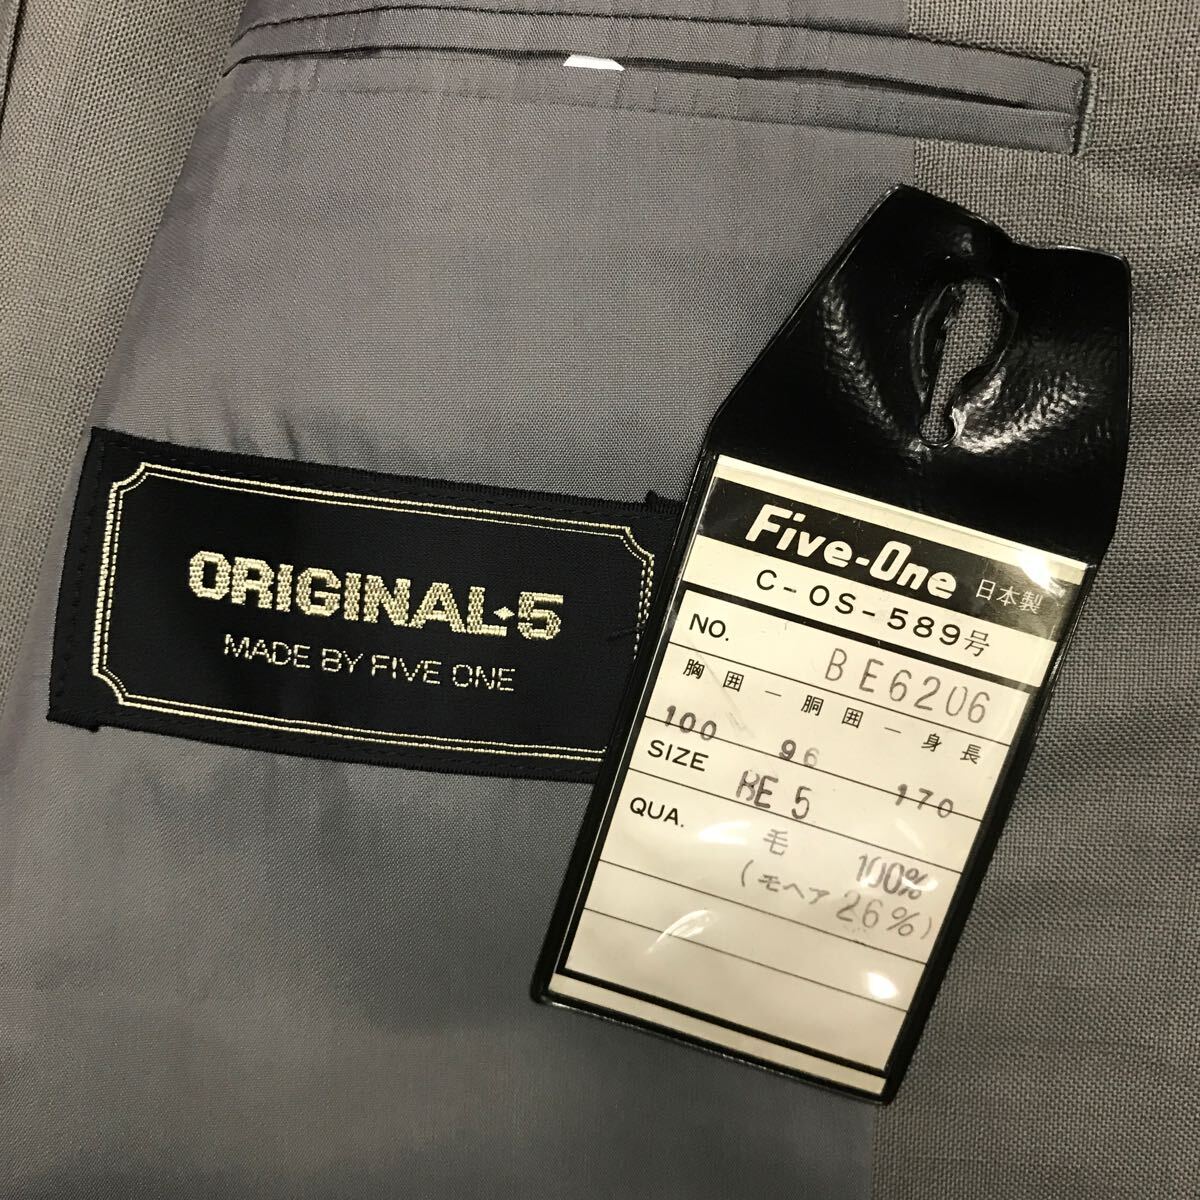 ORIGINAL+5
MADE BY FIVE ONE
Five-One 日本製
C-OS-589号
NO. BE6206
胸囲-胴囲-身長
100 96 170
SIZE BE 5
QUA. 毛 100%
(モヘア 26%)